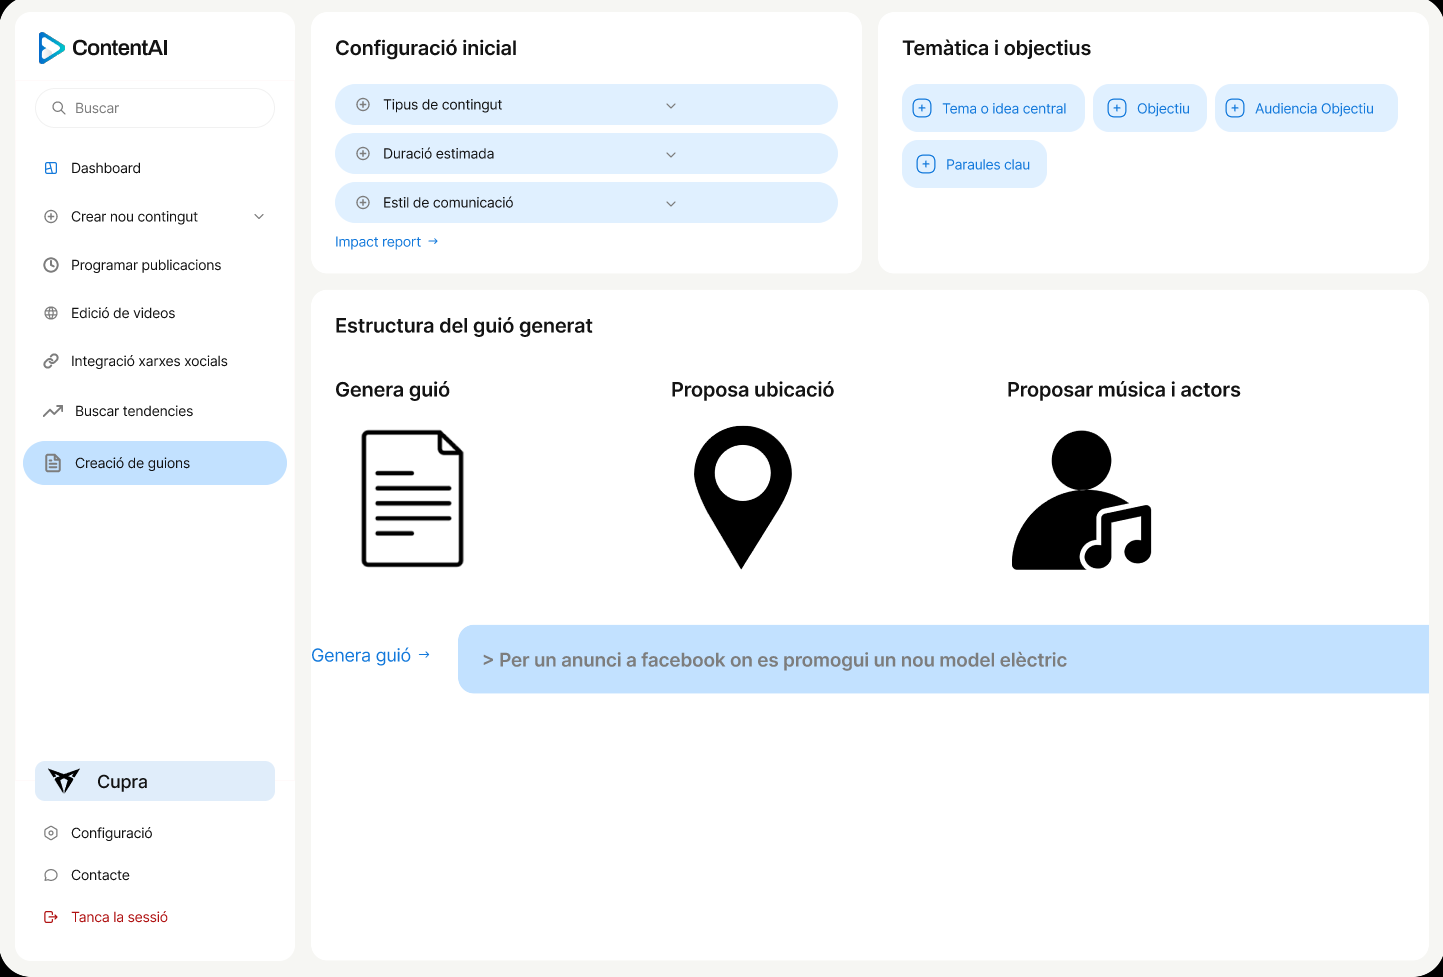 ContentAI
Buscar
Dashboard
Crear nou contingut
Programar publicacions
Edició de videos
Integració xarxes xocials
Buscar tendencies
Creació de guions
Cupra
Configuració
Contacte
Tanca la sessió
Configuració inicial
Tipus de contingut
Duració estimada
Estil de comunicació
Impact report →
Temàtica i objectius
Tema o idea central
Objectiu
Audiencia Objectiu
Paraules clau
Estructura del guió generat
Genera guió
Proposa ubicació
Proposar música i actors
Genera guió →
> Per un anunci a facebook on es promogui un nou model elèctric